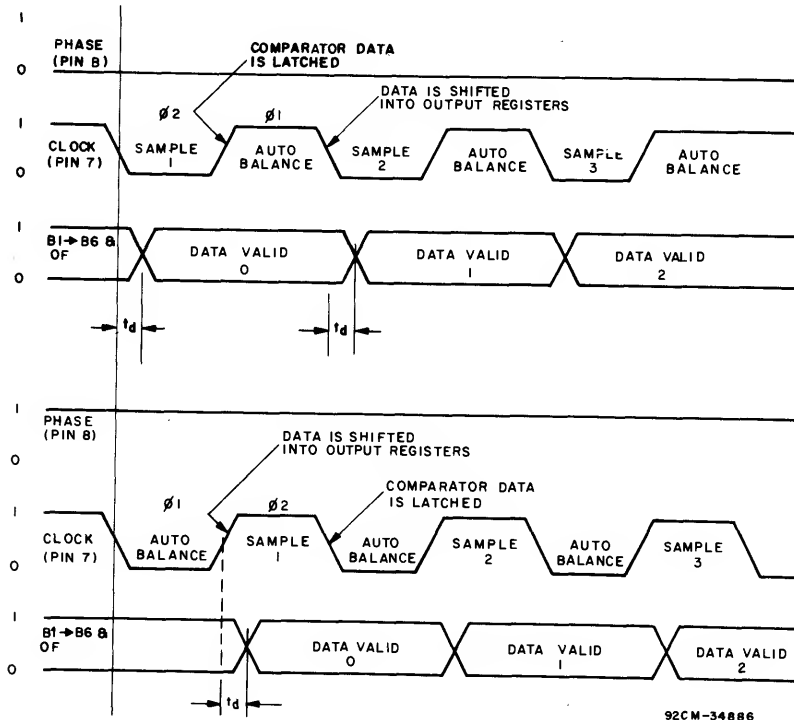 1
PHASE
(PIN 8)
0
COMPARATOR DATA
IS LATCHED
DATA IS SHIFTED
INTO OUTPUT REGISTERS
Ø2
Ø1
1
CLOCK
(PIN 7)
0
SAMPLE
1
AUTO
BALANCE
SAMPLE
2
AUTO
BALANCE
SAMPLE
3
AUTO
BALANCE
1
B1→B6 &
OF
0
DATA VALID
0
DATA VALID
1
DATA VALID
2
td
td
1
PHASE
(PIN 8)
0
DATA IS SHIFTED
INTO OUTPUT REGISTERS
COMPARATOR DATA
IS LATCHED
Ø1
Ø2
1
CLOCK
(PIN 7)
0
AUTO
BALANCE
SAMPLE
1
AUTO
BALANCE
SAMPLE
2
AUTO
BALANCE
SAMPLE
3
1
B1→B6 &
OF
0
DATA VALID
0
DATA VALID
1
DATA VALID
2
td
92CM-34886